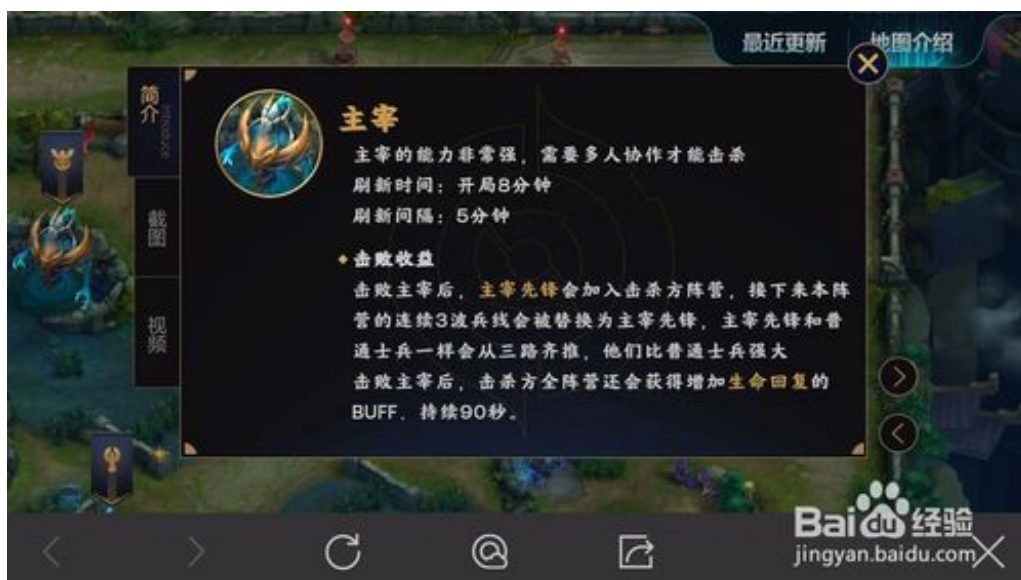 最近更新
地图介绍
简介
Introduce
截图
视频
主宰
主宰的能力非常强，需要多人协作才能击杀
刷新时间：开局8分钟
刷新间隔：5分钟
击败收益
击败主宰后，主宰先锋会加入击杀方阵营，接下来本阵
营的连续3波兵线会被替换为主宰先锋，主宰先锋和普
通士兵一样会从三路齐推，他们比普通士兵强大
击败主宰后，击杀方全阵营还会获得增加生命回复的
BUFF，持续90秒。
Baidu经验
jingyan.baidu.com